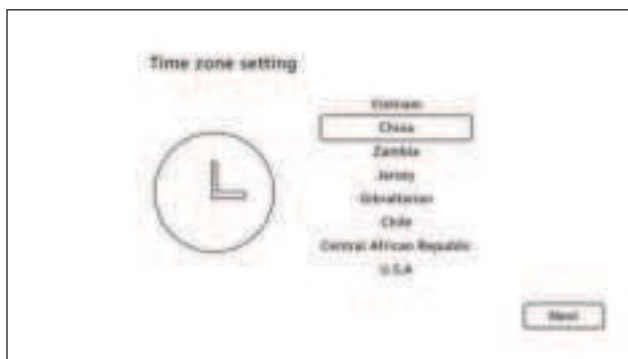 Time zone setting
Vietnam
China
Zambia
Jersey
Gibraltarian
Chile
Central African Republic
U.S.A
Next